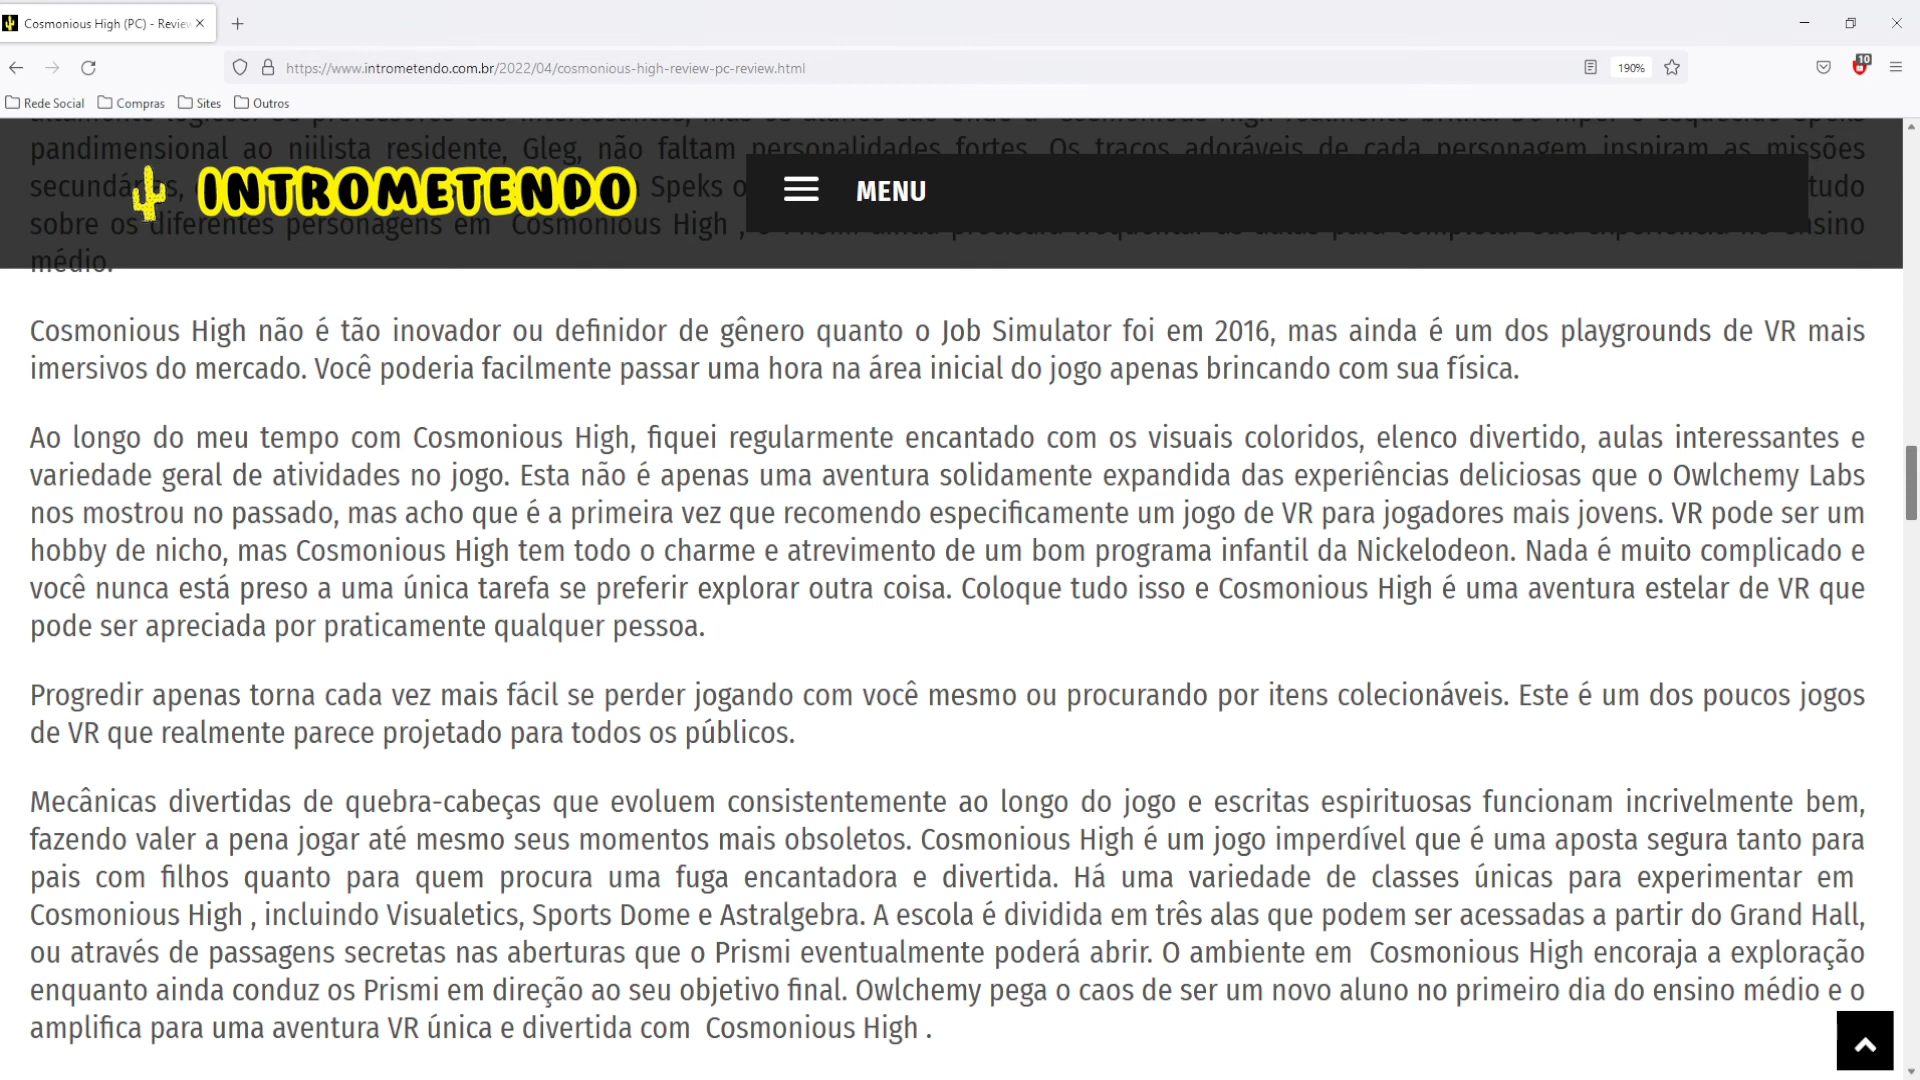 Cosmonious High (PC) - Review
https://www.intrometendo.com.br/2022/04/cosmonious-high-review-pc-review.html
190%
10
Rede Social
Compras
Sites
Outros
pandimensional ao niilista residente, Gleg, não faltam personalidades fortes. Os traços adoráveis de cada personagem inspiram as missões
INTROMETENDO
Speks
MENU
tudo
sobre os diferentes personagens em Cosmonious High ,
médio.
Cosmonious High não é tão inovador ou definidor de gênero quanto o Job Simulator foi em 2016, mas ainda é um dos playgrounds de VR mais
imersivos do mercado. Você poderia facilmente passar uma hora na área inicial do jogo apenas brincando com sua física.
Ao longo do meu tempo com Cosmonious High, fiquei regularmente encantado com os visuais coloridos, elenco divertido, aulas interessantes e
variedade geral de atividades no jogo. Esta não é apenas uma aventura solidamente expandida das experiências deliciosas que o Owlchemy Labs
nos mostrou no passado, mas acho que é a primeira vez que recomendo especificamente um jogo de VR para jogadores mais jovens. VR pode ser um
hobby de nicho, mas Cosmonious High tem todo o charme e atrevimento de um bom programa infantil da Nickelodeon. Nada é muito complicado e
você nunca está preso a uma única tarefa se preferir explorar outra coisa. Coloque tudo isso e Cosmonious High é uma aventura estelar de VR que
pode ser apreciada por praticamente qualquer pessoa.
Progredir apenas torna cada vez mais fácil se perder jogando com você mesmo ou procurando por itens colecionáveis. Este é um dos poucos jogos
de VR que realmente parece projetado para todos os públicos.
Mecânicas divertidas de quebra-cabeças que evoluem consistentemente ao longo do jogo e escritas espirituosas funcionam incrivelmente bem,
fazendo valer a pena jogar até mesmo seus momentos mais obsoletos. Cosmonious High é um jogo imperdível que é uma aposta segura tanto para
pais com filhos quanto para quem procura uma fuga encantadora e divertida. Há uma variedade de classes únicas para experimentar em
Cosmonious High , incluindo Visualetics, Sports Dome e Astralgebra. A escola é dividida em três alas que podem ser acessadas a partir do Grand Hall,
ou através de passagens secretas nas aberturas que o Prismi eventualmente poderá abrir. O ambiente em Cosmonious High encoraja a exploração
enquanto ainda conduz os Prismi em direção ao seu objetivo final. Owlchemy pega o caos de ser um novo aluno no primeiro dia do ensino médio e o
amplifica para uma aventura VR única e divertida com Cosmonious High .